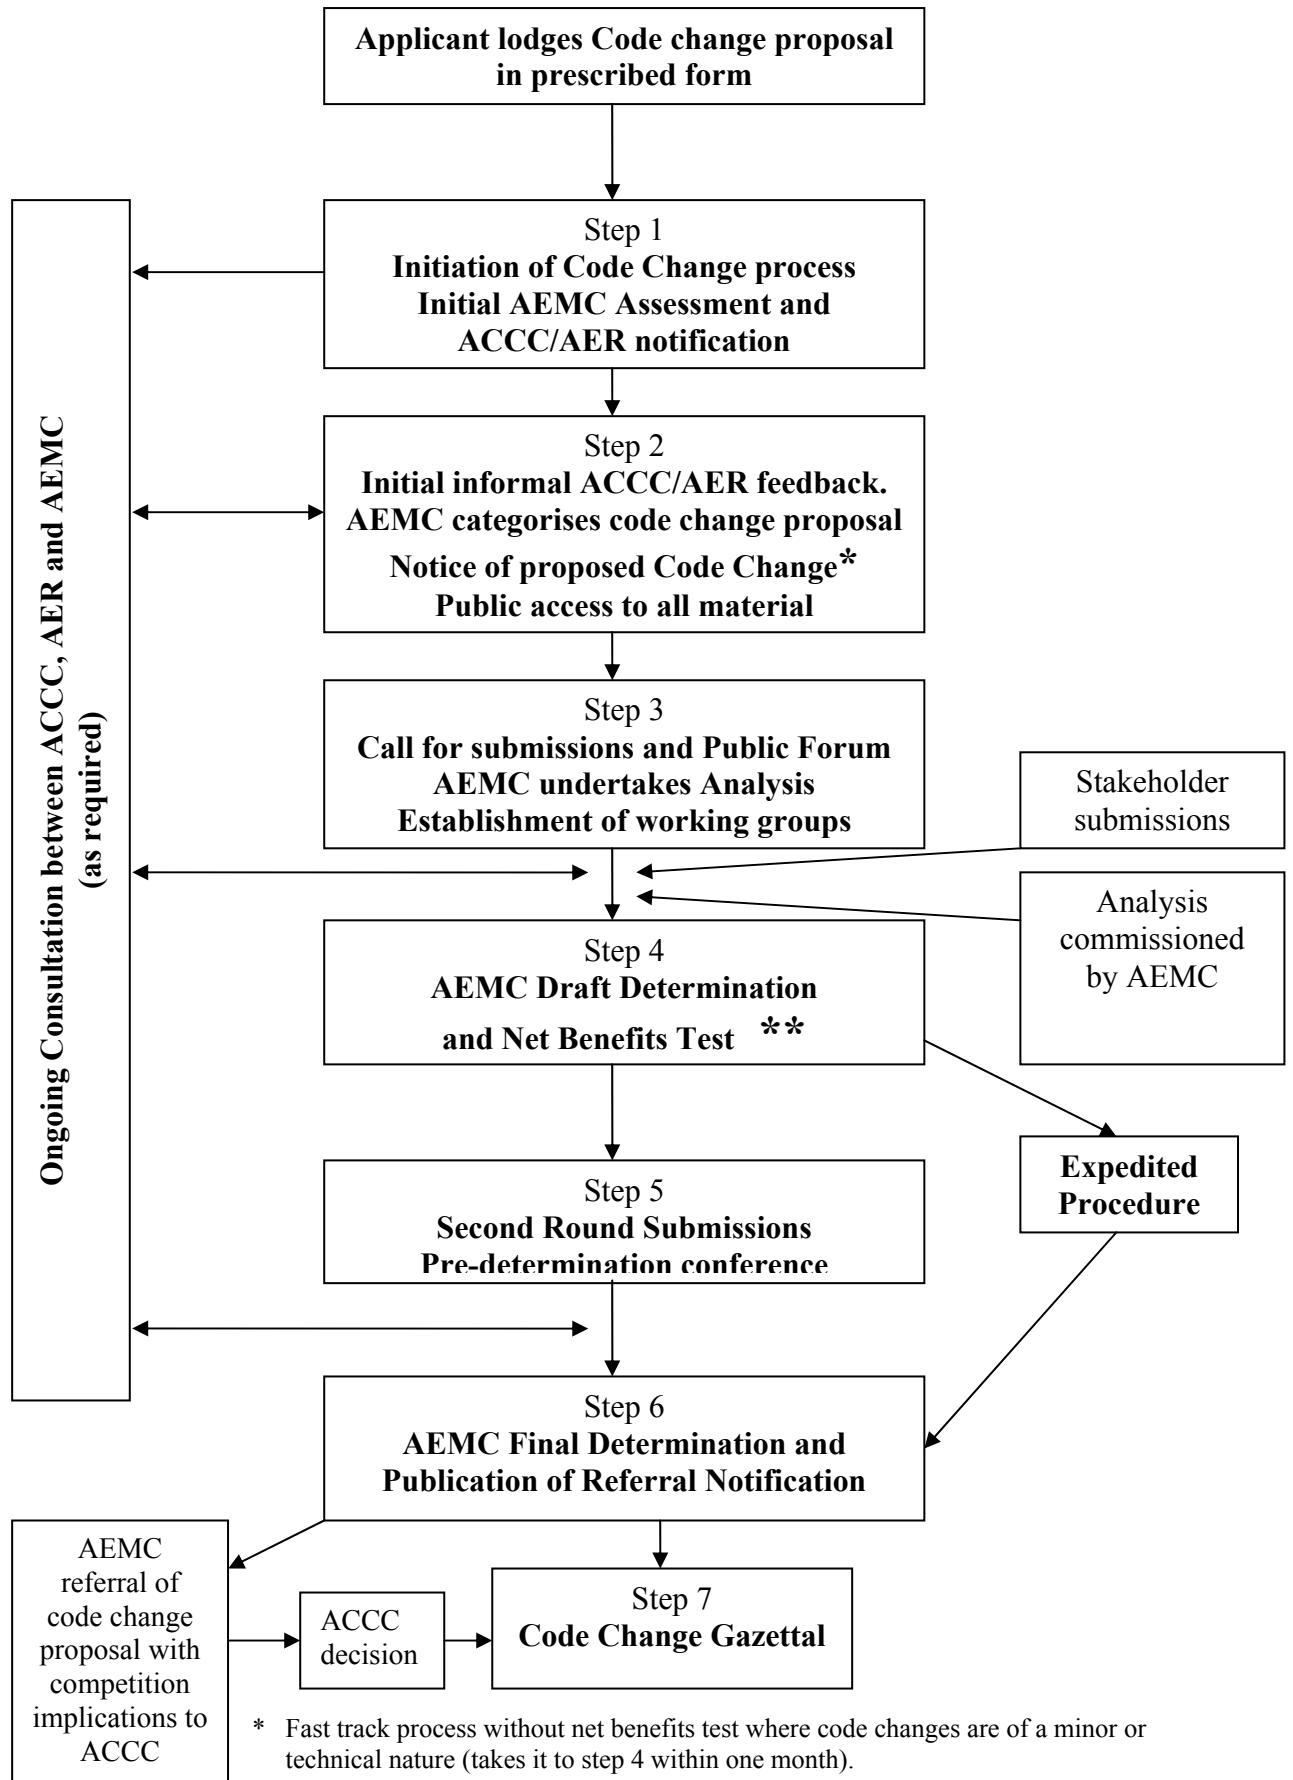 Applicant lodges Code change proposal
in prescribed form
Step 1
Initiation of Code Change process
Initial AEMC Assessment and
ACCC/AER notification
Ongoing Consultation between ACCC, AER and AEMC
(as required)
Step 2
Initial informal ACCC/AER feedback.
AEMC categorises code change proposal
Notice of proposed Code Change*
Public access to all material
Step 3
Call for submissions and Public Forum
AEMC undertakes Analysis
Establishment of working groups
Stakeholder
submissions
Analysis
commissioned
by AEMC
Step 4
AEMC Draft Determination
and Net Benefits Test **
Expedited
Procedure
Step 5
Second Round Submissions
Pre-determination conference
Step 6
AEMC Final Determination and
Publication of Referral Notification
AEMC
referral of
code change
proposal with
competition
implications to
ACCC
ACCC
decision
Step 7
Code Change Gazettal
* Fast track process without net benefits test where code changes are of a minor or
technical nature (takes it to step 4 within one month).